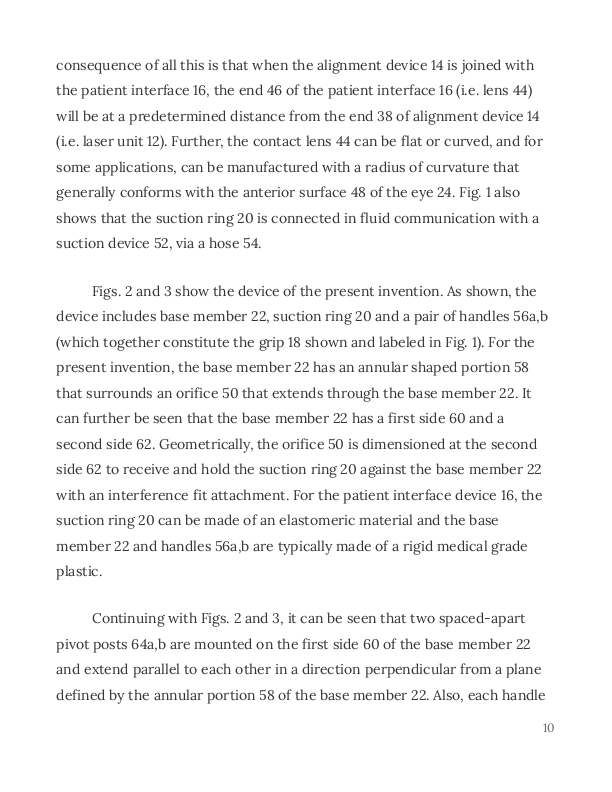 consequence of all this is that when the alignment device 14 is joined with
the patient interface 16, the end 46 of the patient interface 16 (i.e. lens 44)
will be at a predetermined distance from the end 38 of alignment device 14
(i.e. laser unit 12). Further, the contact lens 44 can be flat or curved, and for
some applications, can be manufactured with a radius of curvature that
generally conforms with the anterior surface 48 of the eye 24. Fig. 1 also
shows that the suction ring 20 is connected in fluid communication with a
suction device 52, via a hose 54.
Figs. 2 and 3 show the device of the present invention. As shown, the
device includes base member 22, suction ring 20 and a pair of handles 56a,b
(which together constitute the grip 18 shown and labeled in Fig. 1). For the
present invention, the base member 22 has an annular shaped portion 58
that surrounds an orifice 50 that extends through the base member 22. It
can further be seen that the base member 22 has a first side 60 and a
second side 62. Geometrically, the orifice 50 is dimensioned at the second
side 62 to receive and hold the suction ring 20 against the base member 22
with an interference fit attachment. For the patient interface device 16, the
suction ring 20 can be made of an elastomeric material and the base
member 22 and handles 56a,b are typically made of a rigid medical grade
plastic.
Continuing with Figs. 2 and 3, it can be seen that two spaced-apart
pivot posts 64a,b are mounted on the first side 60 of the base member 22
and extend parallel to each other in a direction perpendicular from a plane
defined by the annular portion 58 of the base member 22. Also, each handle
10